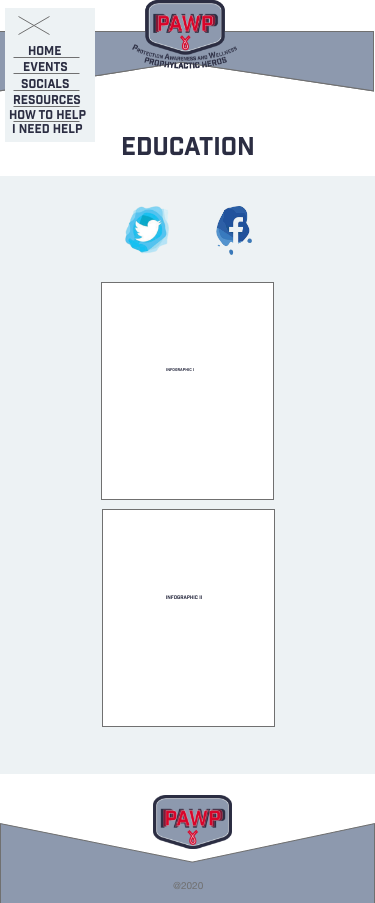 PAWP
Protection Awareness and Wellness
PROPHYLACTIC HEROS
HOME
EVENTS
SOCIALS
RESOURCES
HOW TO HELP
I NEED HELP
EDUCATION
INFOGRAPHIC I
INFOGRAPHIC II
PAWP
©2020